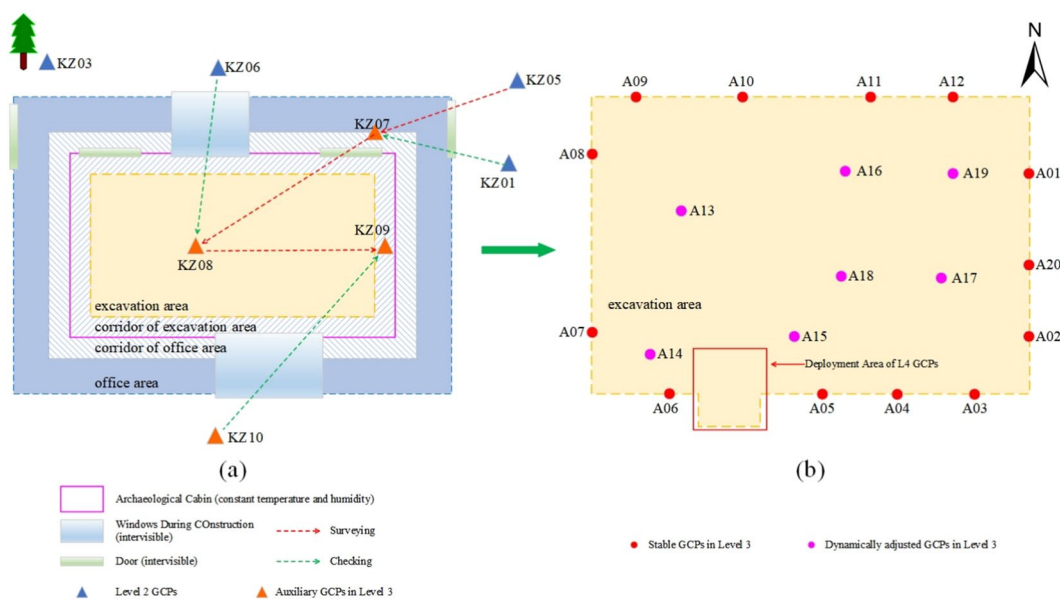 N
KZ03
KZ06
KZ05
KZ07
KZ01
KZ09
KZ08
excavation area
corridor of excavation area
corridor of office area
office area
KZ10
(a)
A09
A10
A11
A12
A08
A16
A19
A01
A13
A20
A18
A17
excavation area
A07
A15
A02
A14
Deployment Area of L4 GCPs
A06
A05
A04
A03
(b)
Archaeological Cabin (constant temperature and humidity)
Windows During COnstruction
(intervisible)
Surveying
Door (intervisible)
Checking
Level 2 GCPs
Auxiliary GCPs in Level 3
Stable GCPs in Level 3
Dynamically adjusted GCPs in Level 3